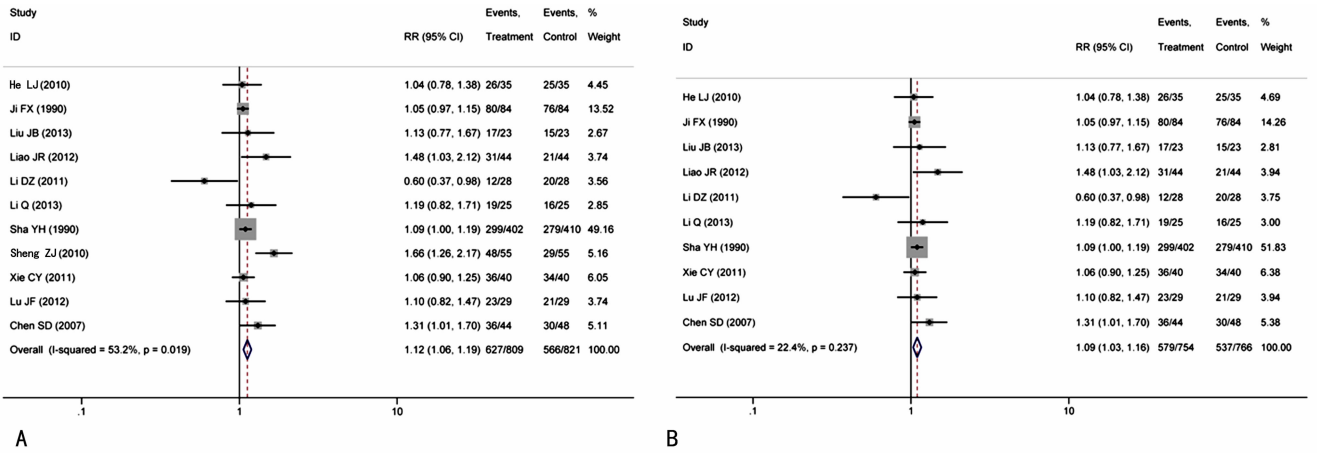 Study Events, Events, %
ID RR (95% CI) Treatment Control Weight
He LJ (2010) 1.04 (0.78, 1.38) 26/35 25/35 4.45
Ji FX (1990) 1.05 (0.97, 1.15) 80/84 76/84 13.52
Liu JB (2013) 1.13 (0.77, 1.67) 17/23 15/23 2.67
Liao JR (2012) 1.48 (1.03, 2.12) 31/44 21/44 3.74
Li DZ (2011) 0.60 (0.37, 0.98) 12/28 20/28 3.56
Li Q (2013) 1.19 (0.82, 1.71) 19/25 16/25 2.85
Sha YH (1990) 1.09 (1.00, 1.19) 299/402 279/410 49.16
Sheng ZJ (2010) 1.66 (1.26, 2.17) 48/55 29/55 5.16
Xie CY (2011) 1.06 (0.90, 1.25) 36/40 34/40 6.05
Lu JF (2012) 1.10 (0.82, 1.47) 23/29 21/29 3.74
Chen SD (2007) 1.31 (1.01, 1.70) 36/44 30/48 5.11
Overall (I-squared = 53.2%, p = 0.019) 1.12 (1.06, 1.19) 627/809 566/821 100.00
.1 1 10
A
Study Events, Events, %
ID RR (95% CI) Treatment Control Weight
He LJ (2010) 1.04 (0.78, 1.38) 26/35 25/35 4.69
Ji FX (1990) 1.05 (0.97, 1.15) 80/84 76/84 14.26
Liu JB (2013) 1.13 (0.77, 1.67) 17/23 15/23 2.81
Liao JR (2012) 1.48 (1.03, 2.12) 31/44 21/44 3.94
Li DZ (2011) 0.60 (0.37, 0.98) 12/28 20/28 3.75
Li Q (2013) 1.19 (0.82, 1.71) 19/25 16/25 3.00
Sha YH (1990) 1.09 (1.00, 1.19) 299/402 279/410 51.83
Xie CY (2011) 1.06 (0.90, 1.25) 36/40 34/40 6.38
Lu JF (2012) 1.10 (0.82, 1.47) 23/29 21/29 3.94
Chen SD (2007) 1.31 (1.01, 1.70) 36/44 30/48 5.38
Overall (I-squared = 22.4%, p = 0.237) 1.09 (1.03, 1.16) 579/754 537/766 100.00
.1 1 10
B